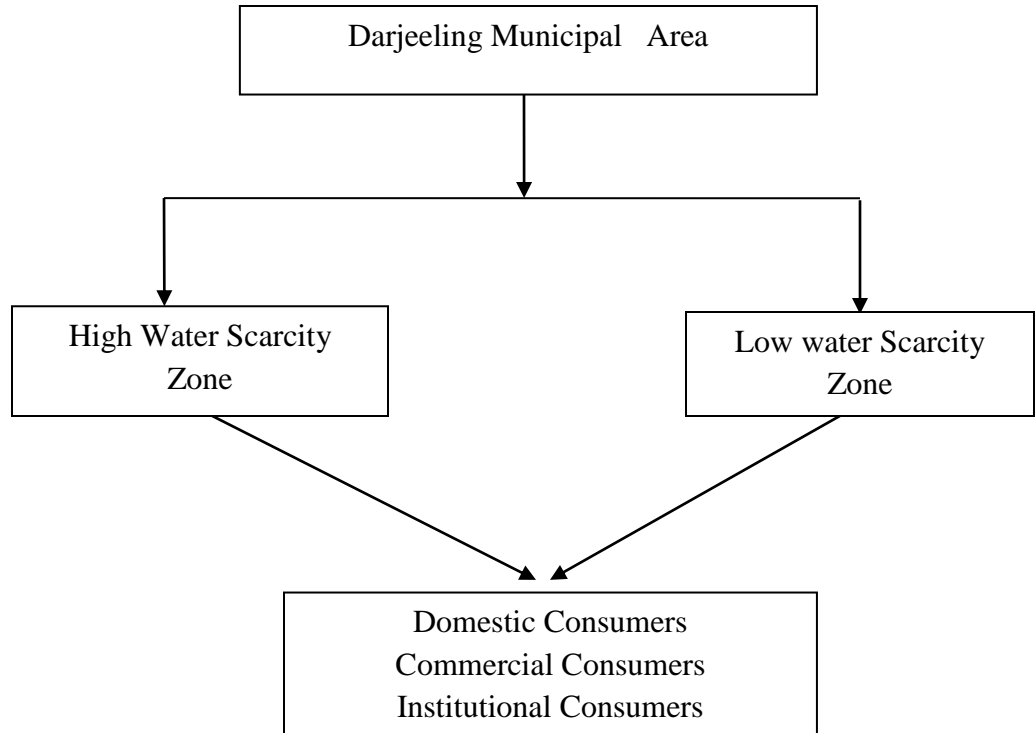 Darjeeling Municipal Area
High Water Scarcity
Zone
Low water Scarcity
Zone
Domestic Consumers
Commercial Consumers
Institutional Consumers